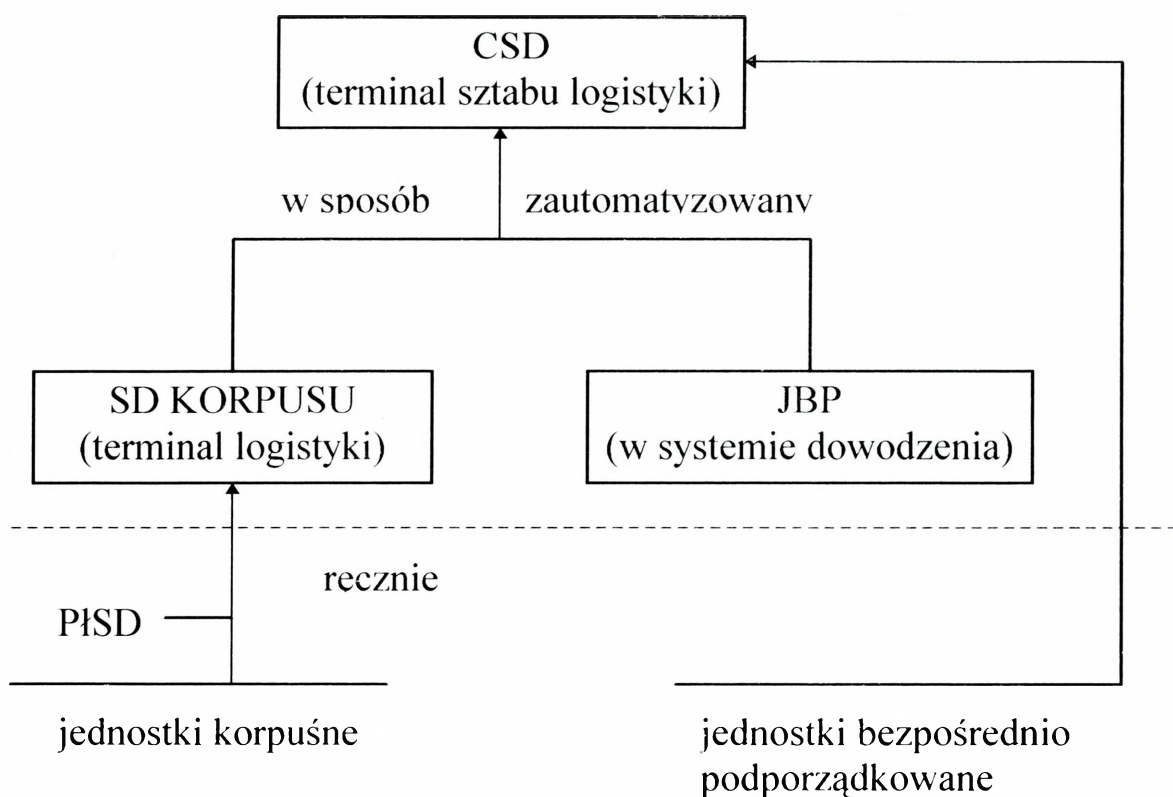 CSD
(terminal sztabu logistyki)
w sposób zautomatyzowany
SD KORPUSU
(terminal logistyki)
JBP
(w systemie dowodzenia)
ręcznie
PłSD
jednostki korpuśne
jednostki bezpośrednio
podporządkowane